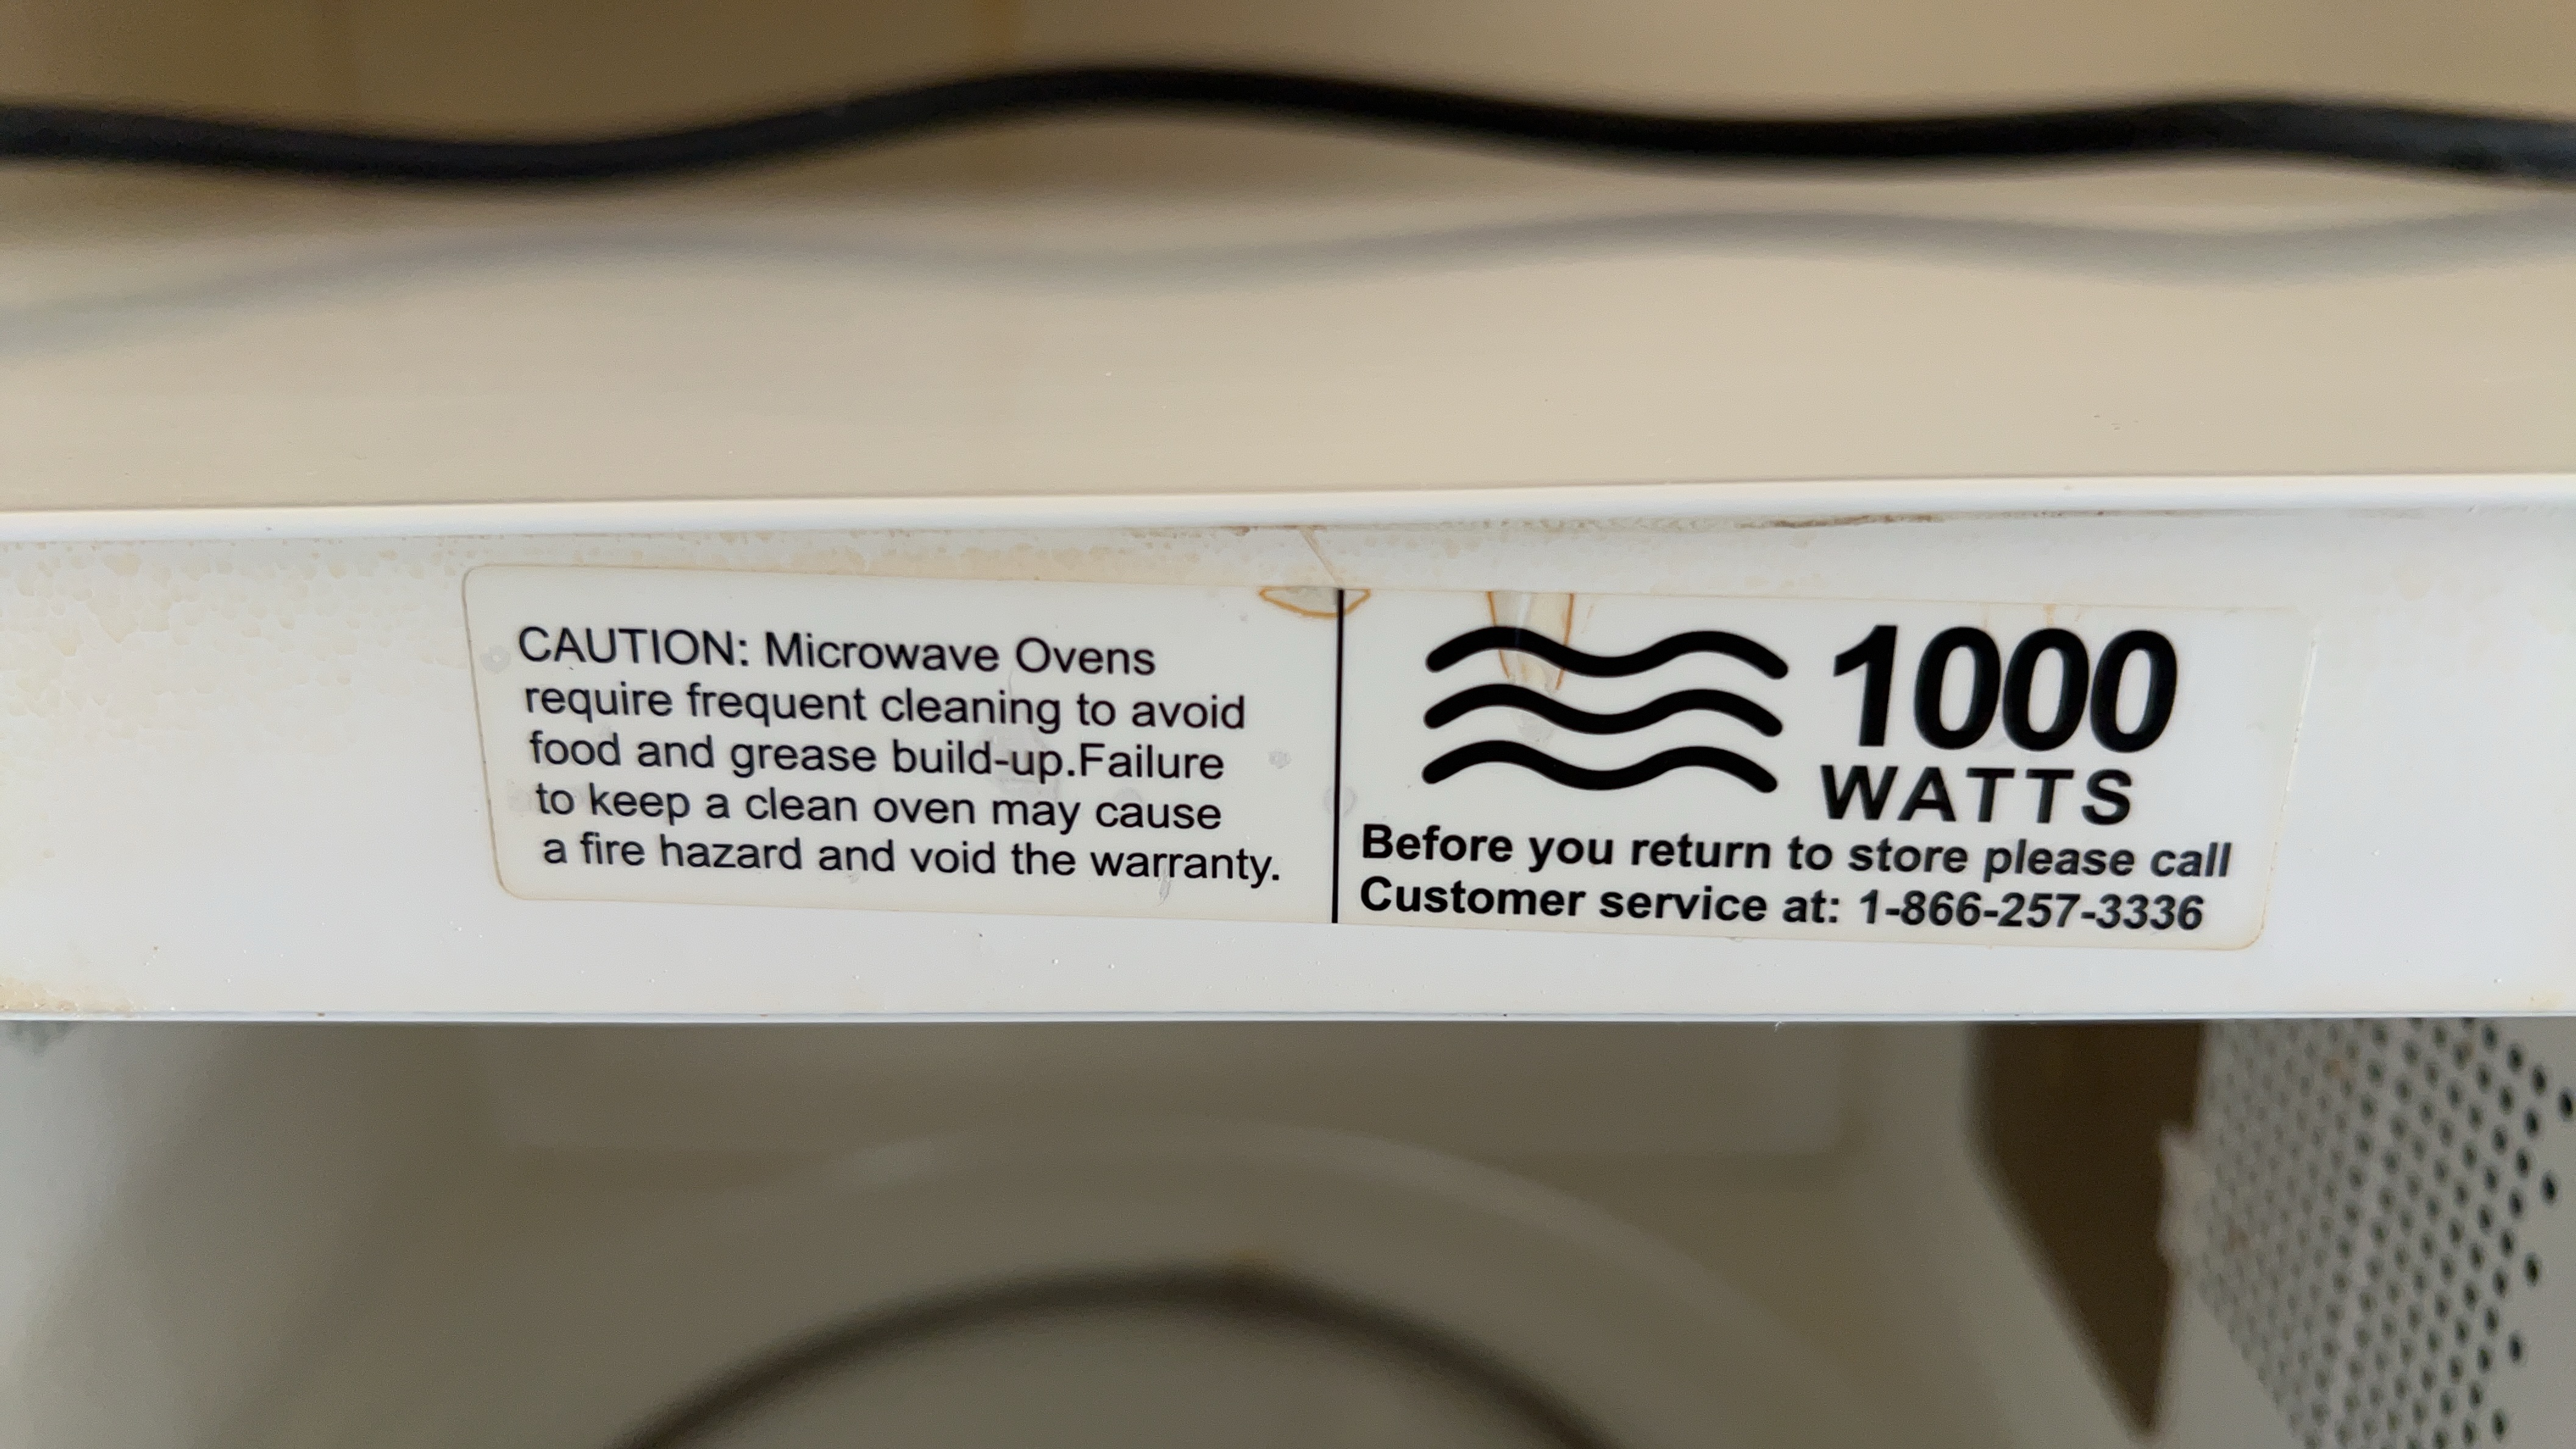 CAUTION: Microwave Ovens
require frequent cleaning to avoid
food and grease build-up.Failure
to keep a clean oven may cause
a fire hazard and void the warranty.
1000
WATTS
Before you return to store please call
Customer service at: 1-866-257-3336